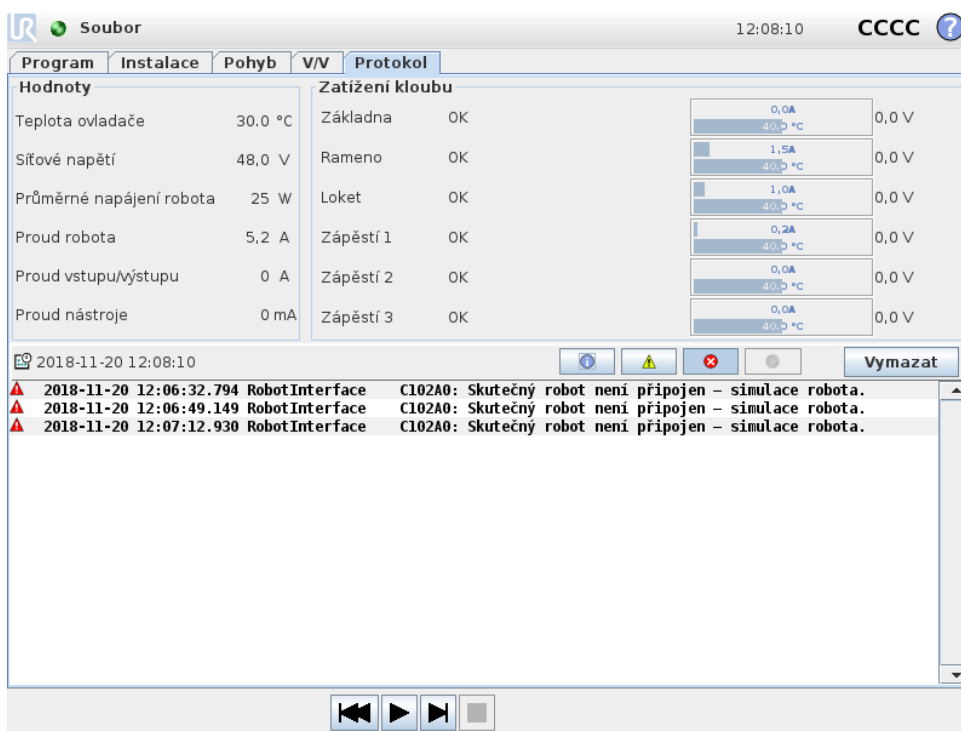 UR Soubor 12:08:10 CCCC ?
Program Instalace Pohyb V/V Protokol
Hodnoty
Teplota ovladače 30.0 °C
Síťové napětí 48,0 V
Průměrné napájení robota 25 W
Proud robota 5,2 A
Proud vstupu/výstupu 0 A
Proud nástroje 0 mA
Zatížení kloubu
Základna OK 0,0A 40,0 °C 0,0 V
Rameno OK 1,5A 40,0 °C 0,0 V
Loket OK 1,0A 40,0 °C 0,0 V
Zápěstí 1 OK 0,2A 40,0 °C 0,0 V
Zápěstí 2 OK 0,0A 40,0 °C 0,0 V
Zápěstí 3 OK 0,0A 40,0 °C 0,0 V
2018-11-20 12:08:10 Vymazat
2018-11-20 12:06:32.794 RobotInterface C102A0: Skutečný robot není připojen – simulace robota.
2018-11-20 12:06:49.149 RobotInterface C102A0: Skutečný robot není připojen – simulace robota.
2018-11-20 12:07:12.930 RobotInterface C102A0: Skutečný robot není připojen – simulace robota.